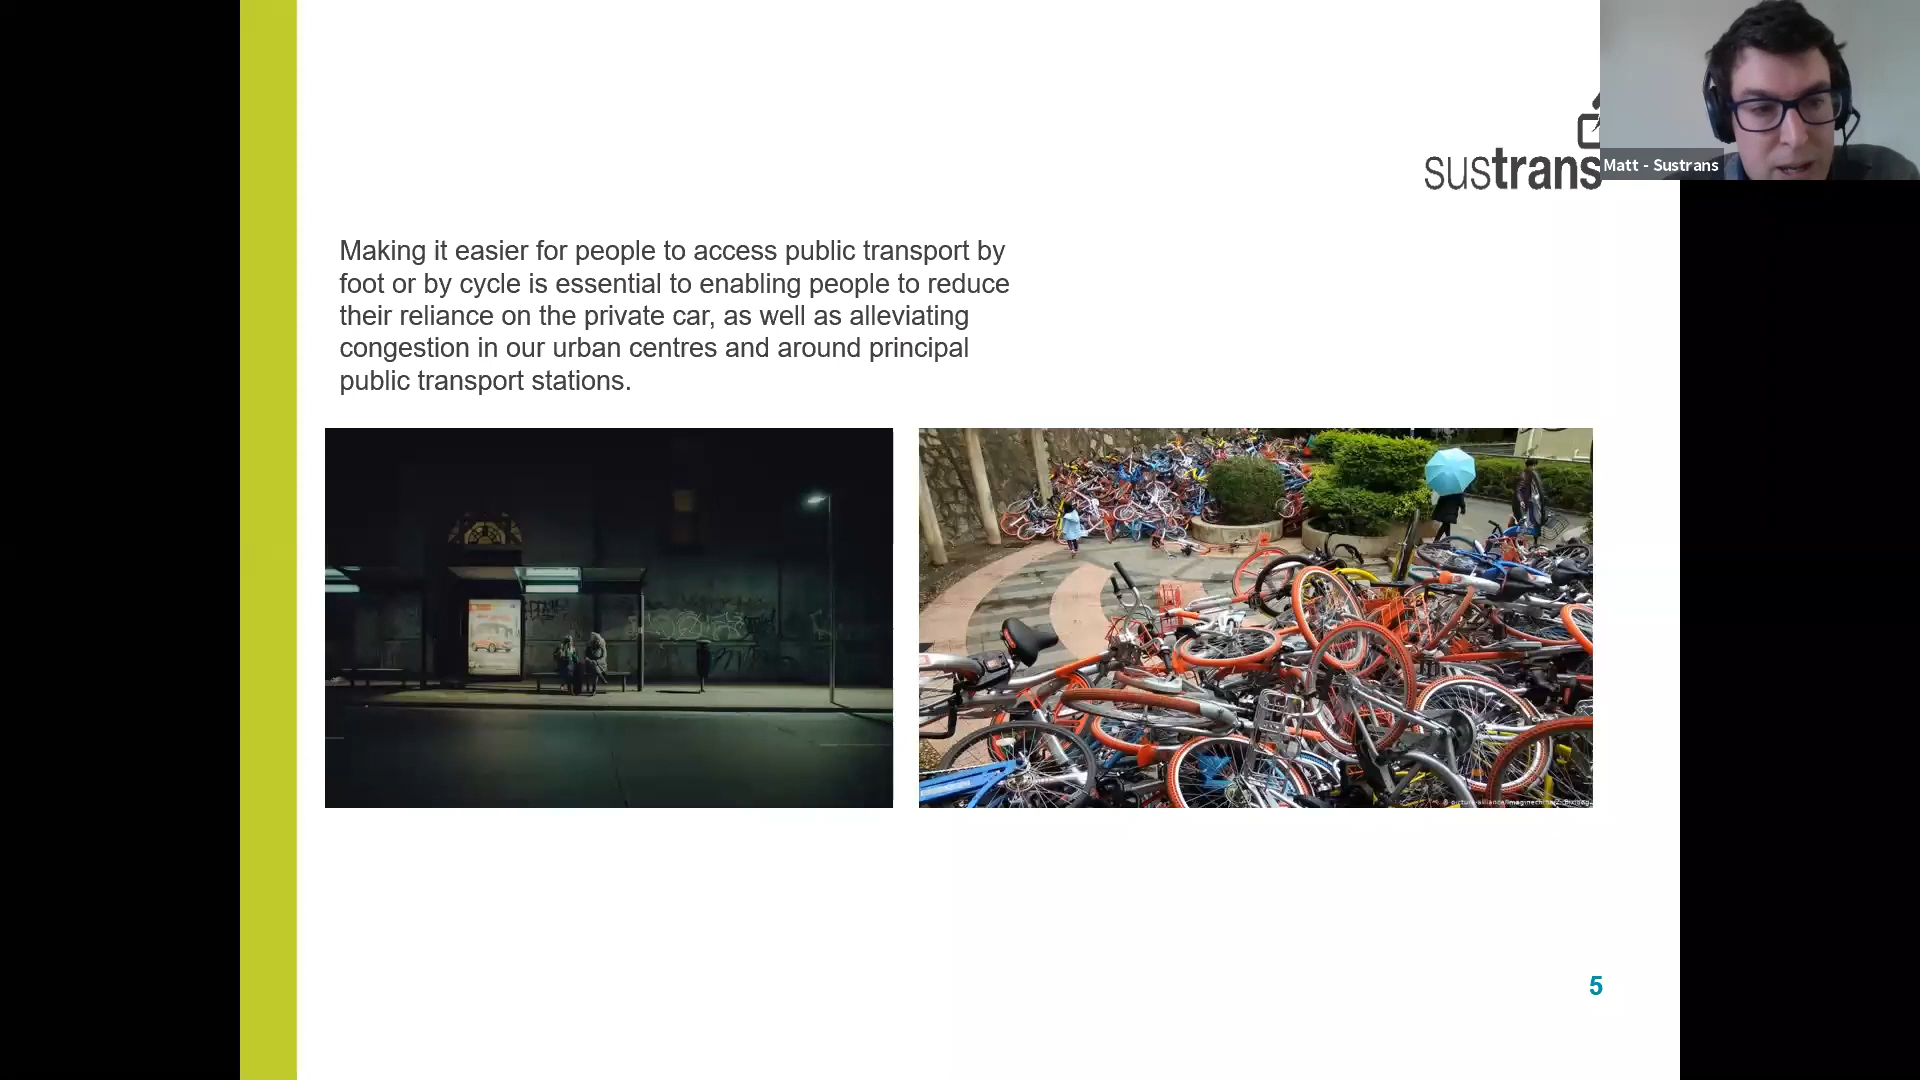 sustrans
Matt - Sustrans
Making it easier for people to access public transport by
foot or by cycle is essential to enabling people to reduce
their reliance on the private car, as well as alleviating
congestion in our urban centres and around principal
public transport stations.
5